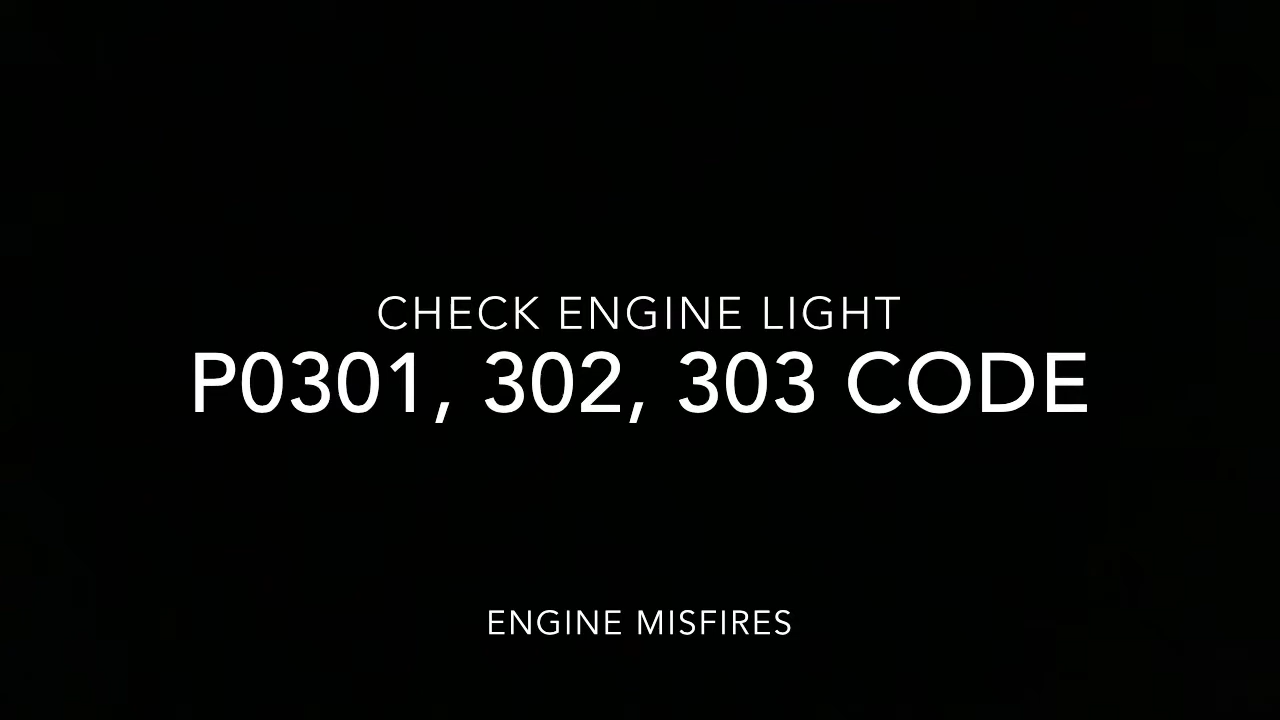 CHECK ENGINE LIGHT
P0301, 302, 303 CODE
ENGINE MISFIRES